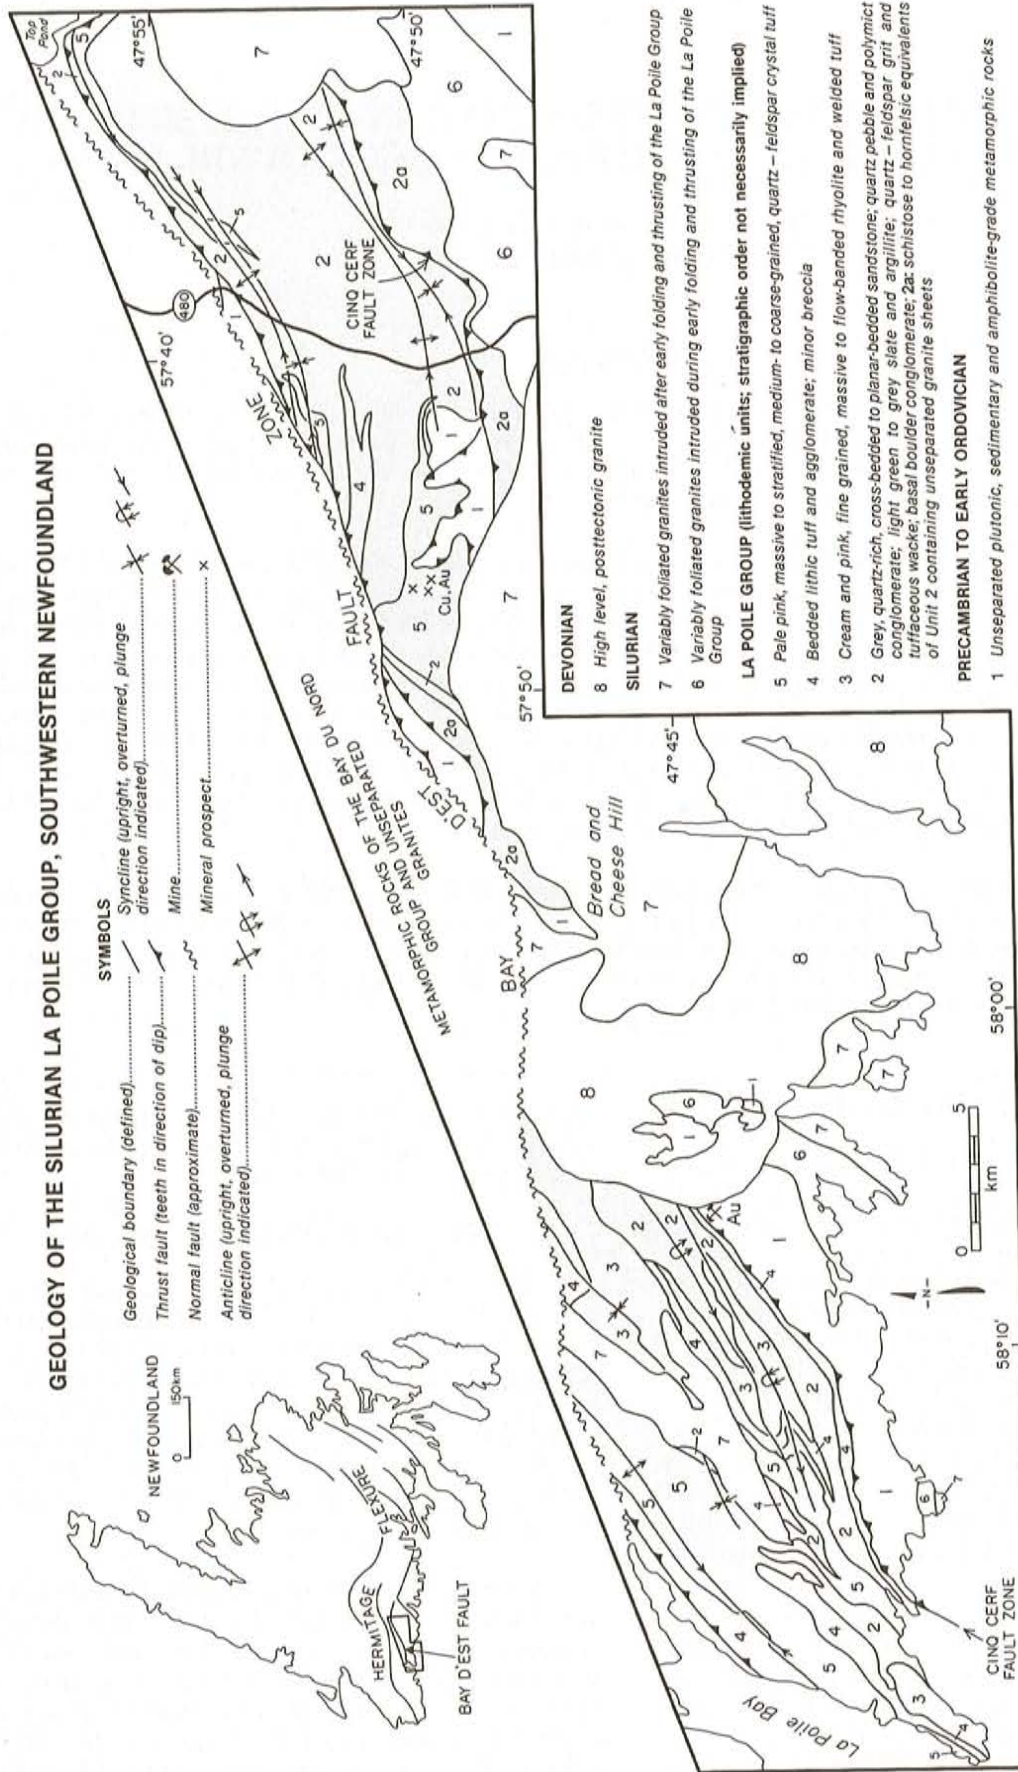 GEOLOGY OF THE SILURIAN LA POILE GROUP, SOUTHWESTERN NEWFOUNDLAND
NEWFOUNDLAND
0 150km
HERMITAGE
FLEXURE
BAY D'EST FAULT
SYMBOLS
Geological boundary (defined)
Thrust fault (teeth in direction of dip)
Normal fault (approximate)
Anticline (upright, overturned, plunge
direction indicated)
Syncline (upright, overturned, plunge
direction indicated)
Mine
Mineral prospect x
METAMORPHIC ROCKS OF THE BAY DU NORD
GROUP AND UNSEPARATED
GRANITES
BAY
D'EST
FAULT
ZONE
480
57°40'
Top
Pond
47°55'
47°50'
CINQ CERF
FAULT ZONE
Cu,Au
57°50'
47°45'
Bread and
Cheese Hill
58°00'
58°10'
Au
La Poile Bay
CINQ CERF
FAULT ZONE
-N-
0 5
km
1
2
2a
3
4
5
6
7
8
DEVONIAN
8 High level, posttectonic granite
SILURIAN
7 Variably foliated granites intruded after early folding and thrusting of the La Poile Group
6 Variably foliated granites intruded during early folding and thrusting of the La Poile
Group
LA POILE GROUP (lithodemic units; stratigraphic order not necessarily implied)
5 Pale pink, massive to stratified, medium- to coarse-grained, quartz – feldspar crystal tuff
4 Bedded lithic tuff and agglomerate; minor breccia
3 Cream and pink, fine grained, massive to flow-banded rhyolite and welded tuff
2 Grey, quartz-rich, cross-bedded to planar-bedded sandstone; quartz pebble and polymict
conglomerate; light green to grey slate and argillite; quartz – feldspar grit and
tuffaceous wacke; basal boulder conglomerate; 2a: schistose to hornfelsic equivalents
of Unit 2 containing unseparated granite sheets
PRECAMBRIAN TO EARLY ORDOVICIAN
1 Unseparated plutonic, sedimentary and amphibolite-grade metamorphic rocks